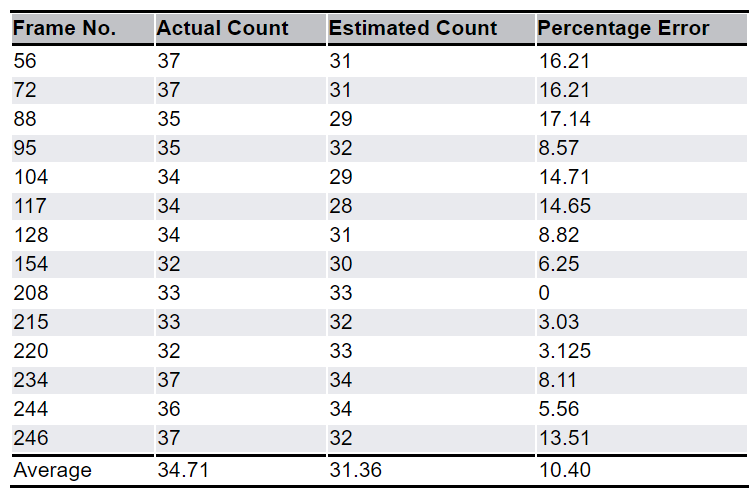 Frame No. Actual Count Estimated Count Percentage Error
56 37 31 16.21
72 37 31 16.21
88 35 29 17.14
95 35 32 8.57
104 34 29 14.71
117 34 28 14.65
128 34 31 8.82
154 32 30 6.25
208 33 33 0
215 33 32 3.03
220 32 33 3.125
234 37 34 8.11
244 36 34 5.56
246 37 32 13.51
Average 34.71 31.36 10.40